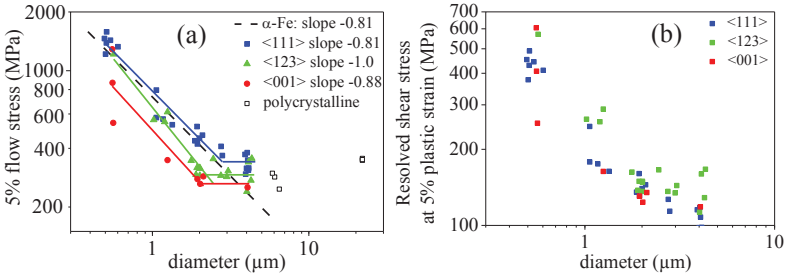 (a)
α-Fe: slope -0.81
<111> slope -0.81
<123> slope -1.0
<001> slope -0.88
polycrystalline
5% flow stress (MPa)
1000
800
600
400
200
1
10
diameter (μm)
(b)
<111>
<123>
<001>
Resolved shear stress
at 5% plastic strain (MPa)
700
600
500
400
300
200
100
1
10
diameter (μm)